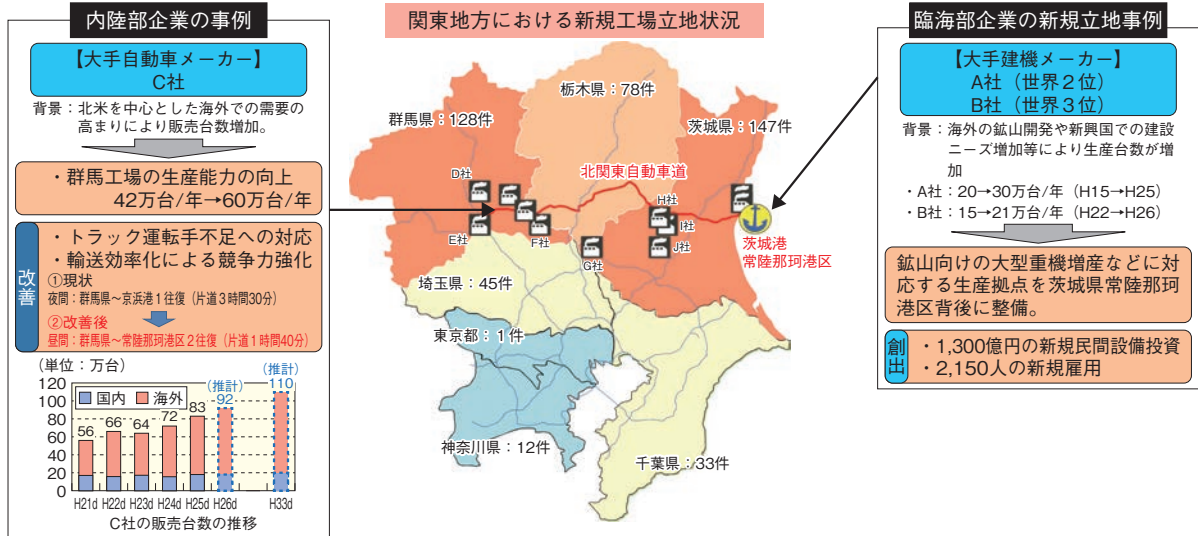 内陸部企業の事例
【大手自動車メーカー】
C社
背景：北米を中心とした海外での需要の
高まりにより販売台数増加。
・群馬工場の生産能力の向上
42万台/年→60万台/年
改善
・トラック運転手不足への対応
・輸送効率化による競争力強化
①現状
夜間：群馬県～京浜港１往復（片道３時間30分）
②改善後
昼間：群馬県～常陸那珂港区２往復（片道１時間40分）
(単位：万台)
120
100
80
60
40
20
0
国内
海外
56
66
64
72
83
(推計)
92
(推計)
110
H21d
H22d
H23d
H24d
H25d
H26d
H33d
C社の販売台数の推移
関東地方における新規工場立地状況
栃木県：78件
群馬県：128件
茨城県：147件
北関東自動車道
D社
E社
F社
G社
H社
I社
J社
茨城港
常陸那珂港区
埼玉県：45件
東京都：１件
神奈川県：12件
千葉県：33件
臨海部企業の新規立地事例
【大手建機メーカー】
A社（世界２位）
B社（世界３位）
背景：海外の鉱山開発や新興国での建設
ニーズ増加等により生産台数が増
加
・A社：20→30万台/年（H15→H25）
・B社：15→21万台/年（H22→H26）
鉱山向けの大型重機増産などに対
応する生産拠点を茨城県常陸那珂
港区背後に整備。
創出
・1,300億円の新規民間設備投資
・2,150人の新規雇用